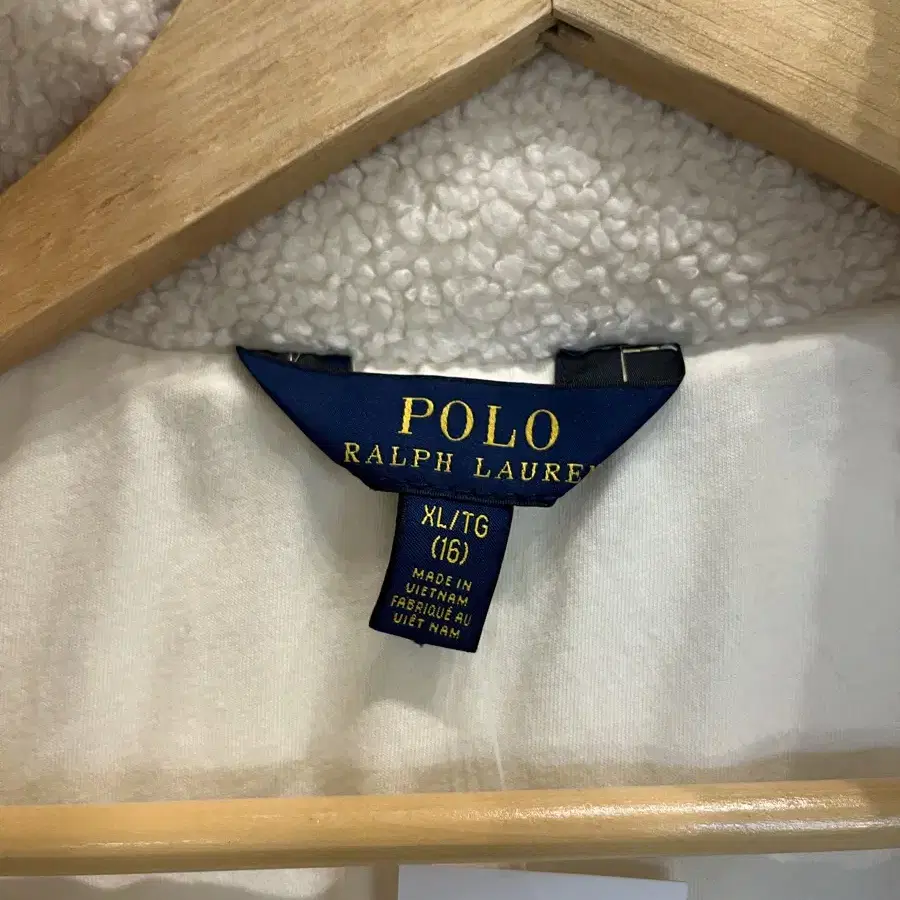 POLO
RALPH LAUREN
XL/TG
(16)
MADE IN
VIETNAM
FABRIQUÉ AU
VIÊT NAM